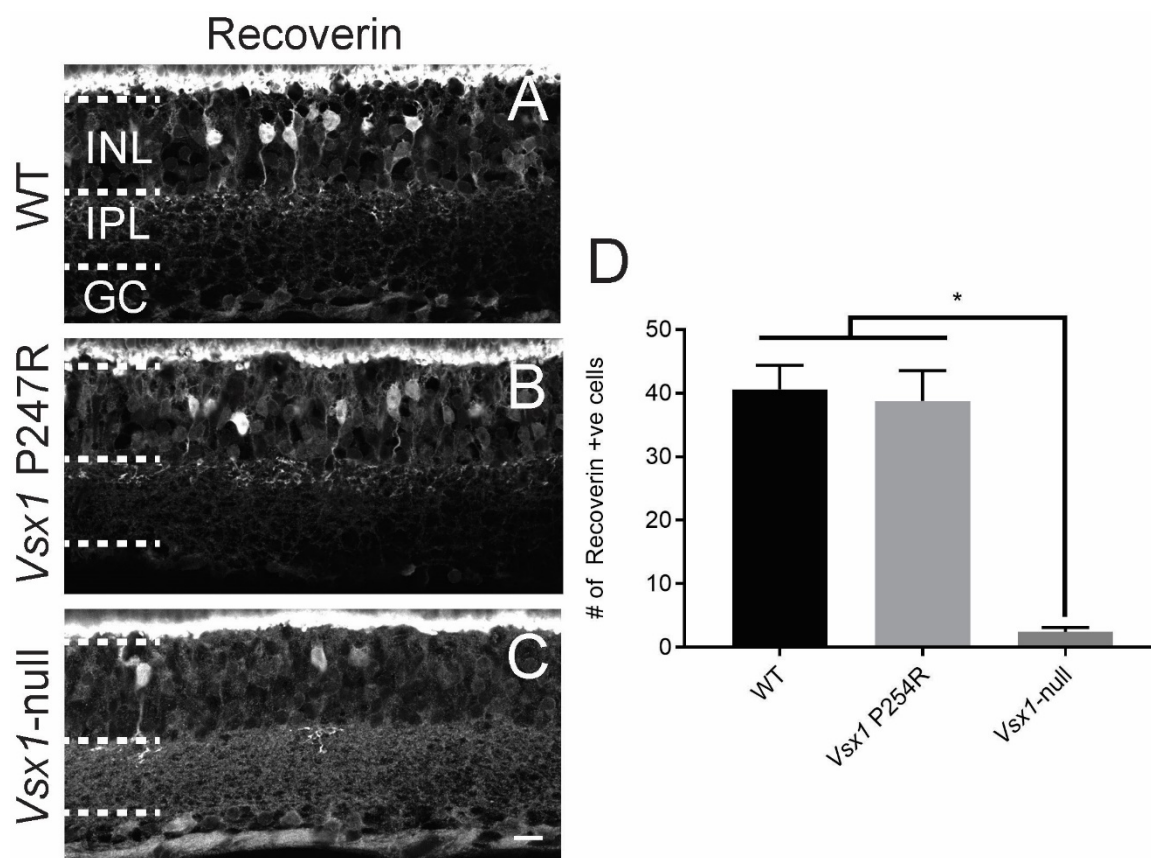 Recoverin
WT
A
INL
IPL
GC
Vsx1 P247R
B
Vsx1-null
C
D
*
# of Recoverin +ve cells
50
40
30
20
10
0
WT
Vsx1 P254R
Vsx1-null